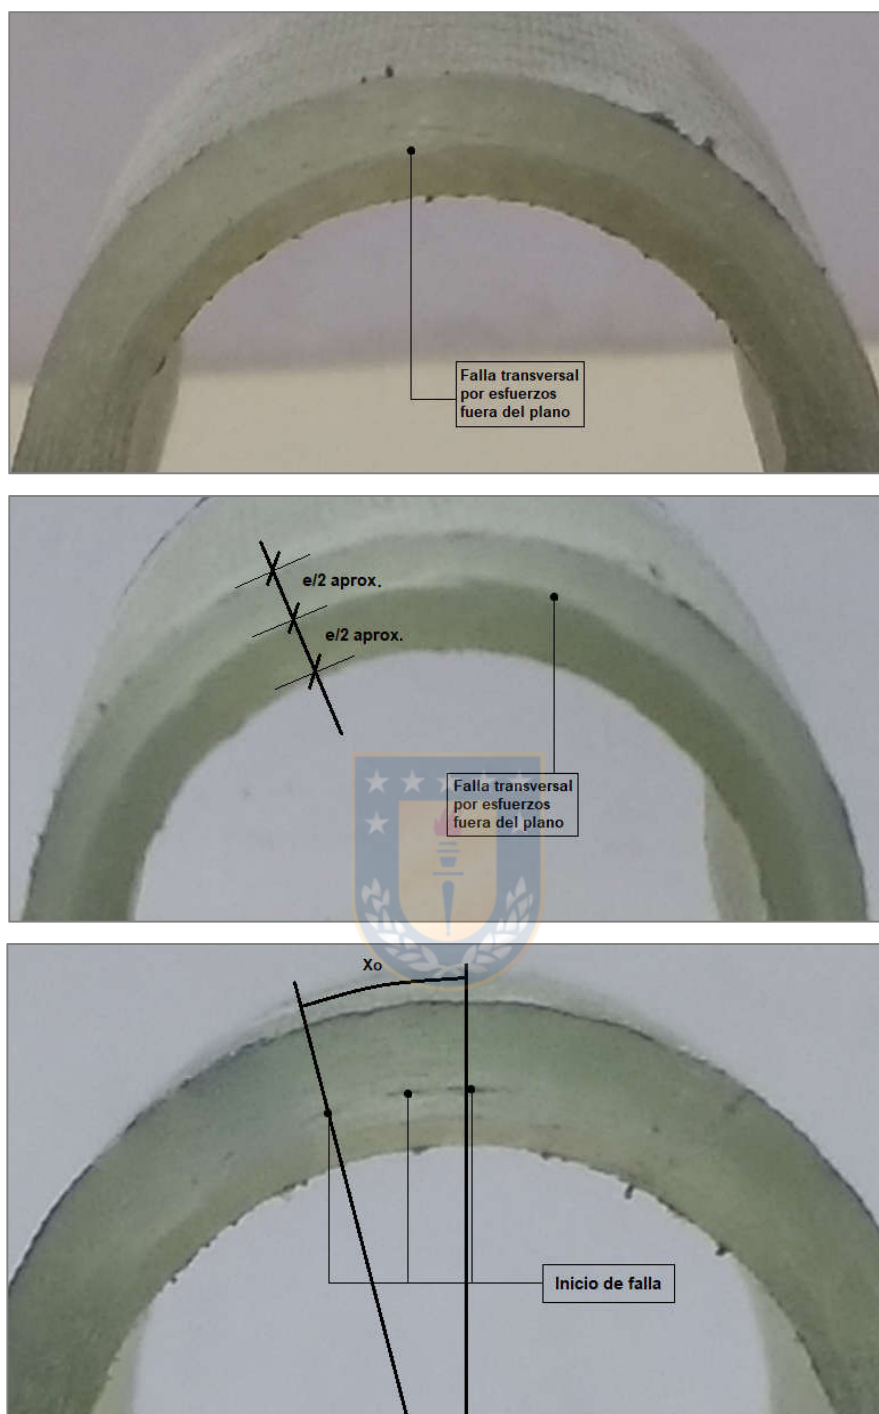 Falla transversal
por esfuerzos
fuera del plano
e/2 aprox.
e/2 aprox.
Falla transversal
por esfuerzos
fuera del plano
Xo
Inicio de falla